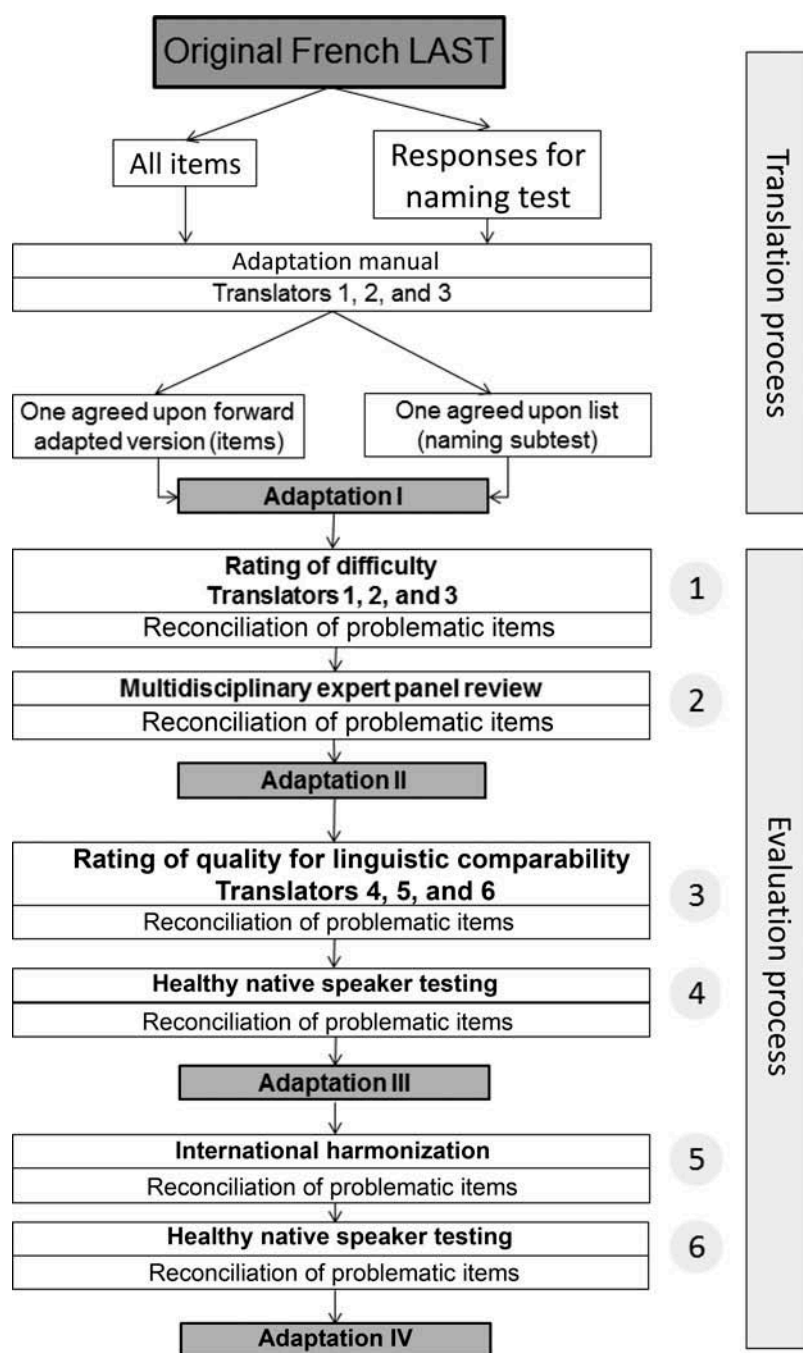 Original French LAST
All items
Responses for
naming test
Adaptation manual
Translators 1, 2, and 3
One agreed upon forward
adapted version (items)
One agreed upon list
(naming subtest)
Adaptation I
Translation process
Rating of difficulty
Translators 1, 2, and 3
Reconciliation of problematic items
1
Multidisciplinary expert panel review
Reconciliation of problematic items
2
Adaptation II
Rating of quality for linguistic comparability
Translators 4, 5, and 6
Reconciliation of problematic items
3
Healthy native speaker testing
Reconciliation of problematic items
4
Adaptation III
International harmonization
Reconciliation of problematic items
5
Healthy native speaker testing
Reconciliation of problematic items
6
Adaptation IV
Evaluation process